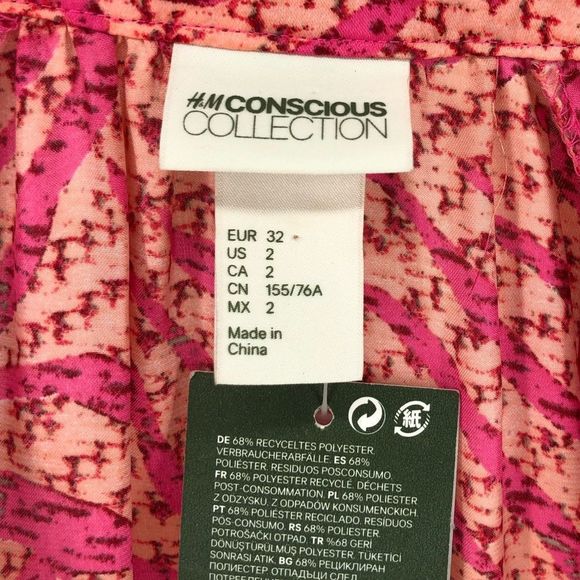 H&M CONSCIOUS
COLLECTION
EUR 32
US 2
CA 2
CN 155/76A
MX 2
Made in
China
紙
DE 68% RECYCELTES POLYESTER.
VERBRAUCHERABFÄLLE. ES 68%
POLIÉSTER. RESIDUOS POSCONSUMO.
FR 68% POLYESTER RECYCLÉ, DÉCHETS
POST-CONSOMMATION. PL 68% POLIESTER
Z ODZYSKU. Z ODPADÓW KONSUMENCKICH.
PT 68% POLIÉSTER RECICLADO. RESÍDUOS
PÓS-CONSUMO. RS 68% POLIESTER
POTROŠAČKI OTPAD. TR %68 GERİ
DÖNÜŞTÜRÜLMÜŞ POLYESTER, TÜKETİCİ
SONRASI ATIK. BG 68% РЕЦИКЛИРАН
ПОЛИЕСТЕР ОТПАДЪЦИ СЛЕД